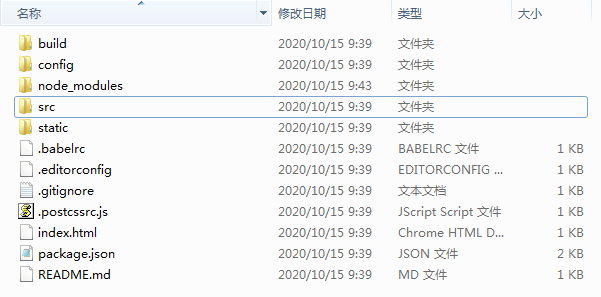 名称 修改日期 类型 大小
build 2020/10/15 9:39 文件夹
config 2020/10/15 9:39 文件夹
node_modules 2020/10/15 9:43 文件夹
src 2020/10/15 9:39 文件夹
static 2020/10/15 9:39 文件夹
.babelrc 2020/10/15 9:39 BABELRC 文件 1 KB
.editorconfig 2020/10/15 9:39 EDITORCONFIG ... 1 KB
.gitignore 2020/10/15 9:39 文本文档 1 KB
.postcssrc.js 2020/10/15 9:39 JScript Script 文件 1 KB
index.html 2020/10/15 9:39 Chrome HTML D... 1 KB
package.json 2020/10/15 9:39 JSON 文件 2 KB
README.md 2020/10/15 9:39 MD 文件 1 KB